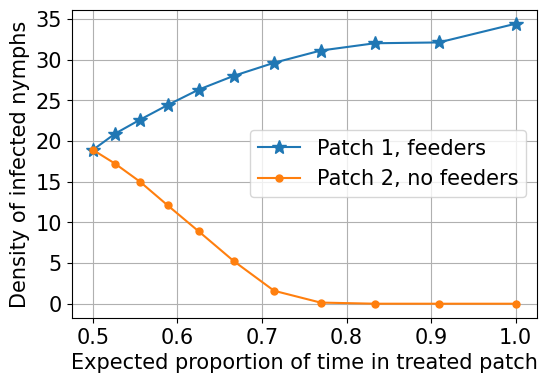 Density of infected nymphs
35
30
25
20
15
10
5
0
Patch 1, feeders
Patch 2, no feeders
0.5 0.6 0.7 0.8 0.9 1.0
Expected proportion of time in treated patch